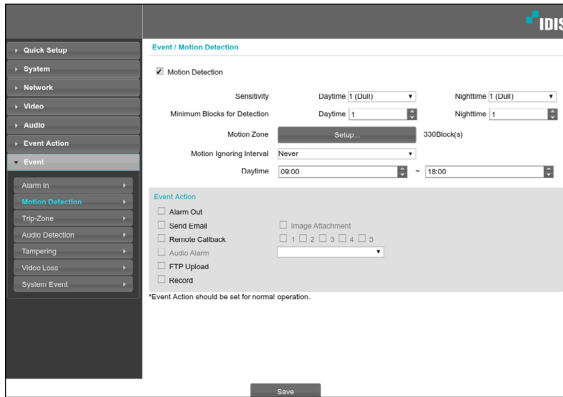 IDIS
Quick Setup
System
Network
Video
Audio
Event Action
Event
Alarm In
Motion Detection
Trip-Zone
Audio Detection
Tampering
Video Loss
System Event
Event / Motion Detection
Motion Detection
Sensitivity Daytime 1 (Dull) Nighttime 1 (Dull)
Minimum Blocks for Detection Daytime 1 Nighttime 1
Motion Zone Setup... 330Block(s)
Motion Ignoring Interval Never
Daytime 09:00 ~ 18:00
Event Action
Alarm Out
Send Email Image Attachment
Remote Callback 1 2 3 4 5
Audio Alarm
FTP Upload
Record
*Event Action should be set for normal operation.
Save